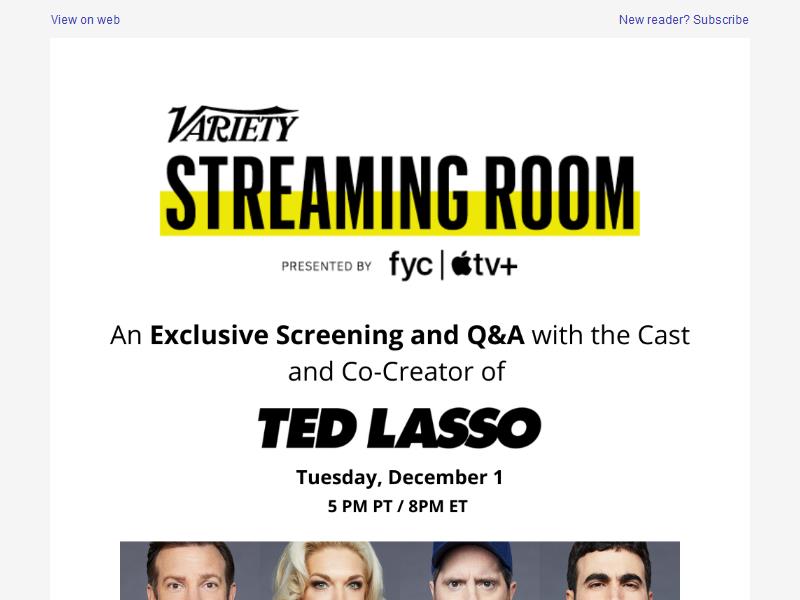 View on web
New reader? Subscribe
VARIETY
STREAMING ROOM
PRESENTED BY fyc | tv+
An Exclusive Screening and Q&A with the Cast
and Co-Creator of
TED LASSO
Tuesday, December 1
5 PM PT / 8PM ET